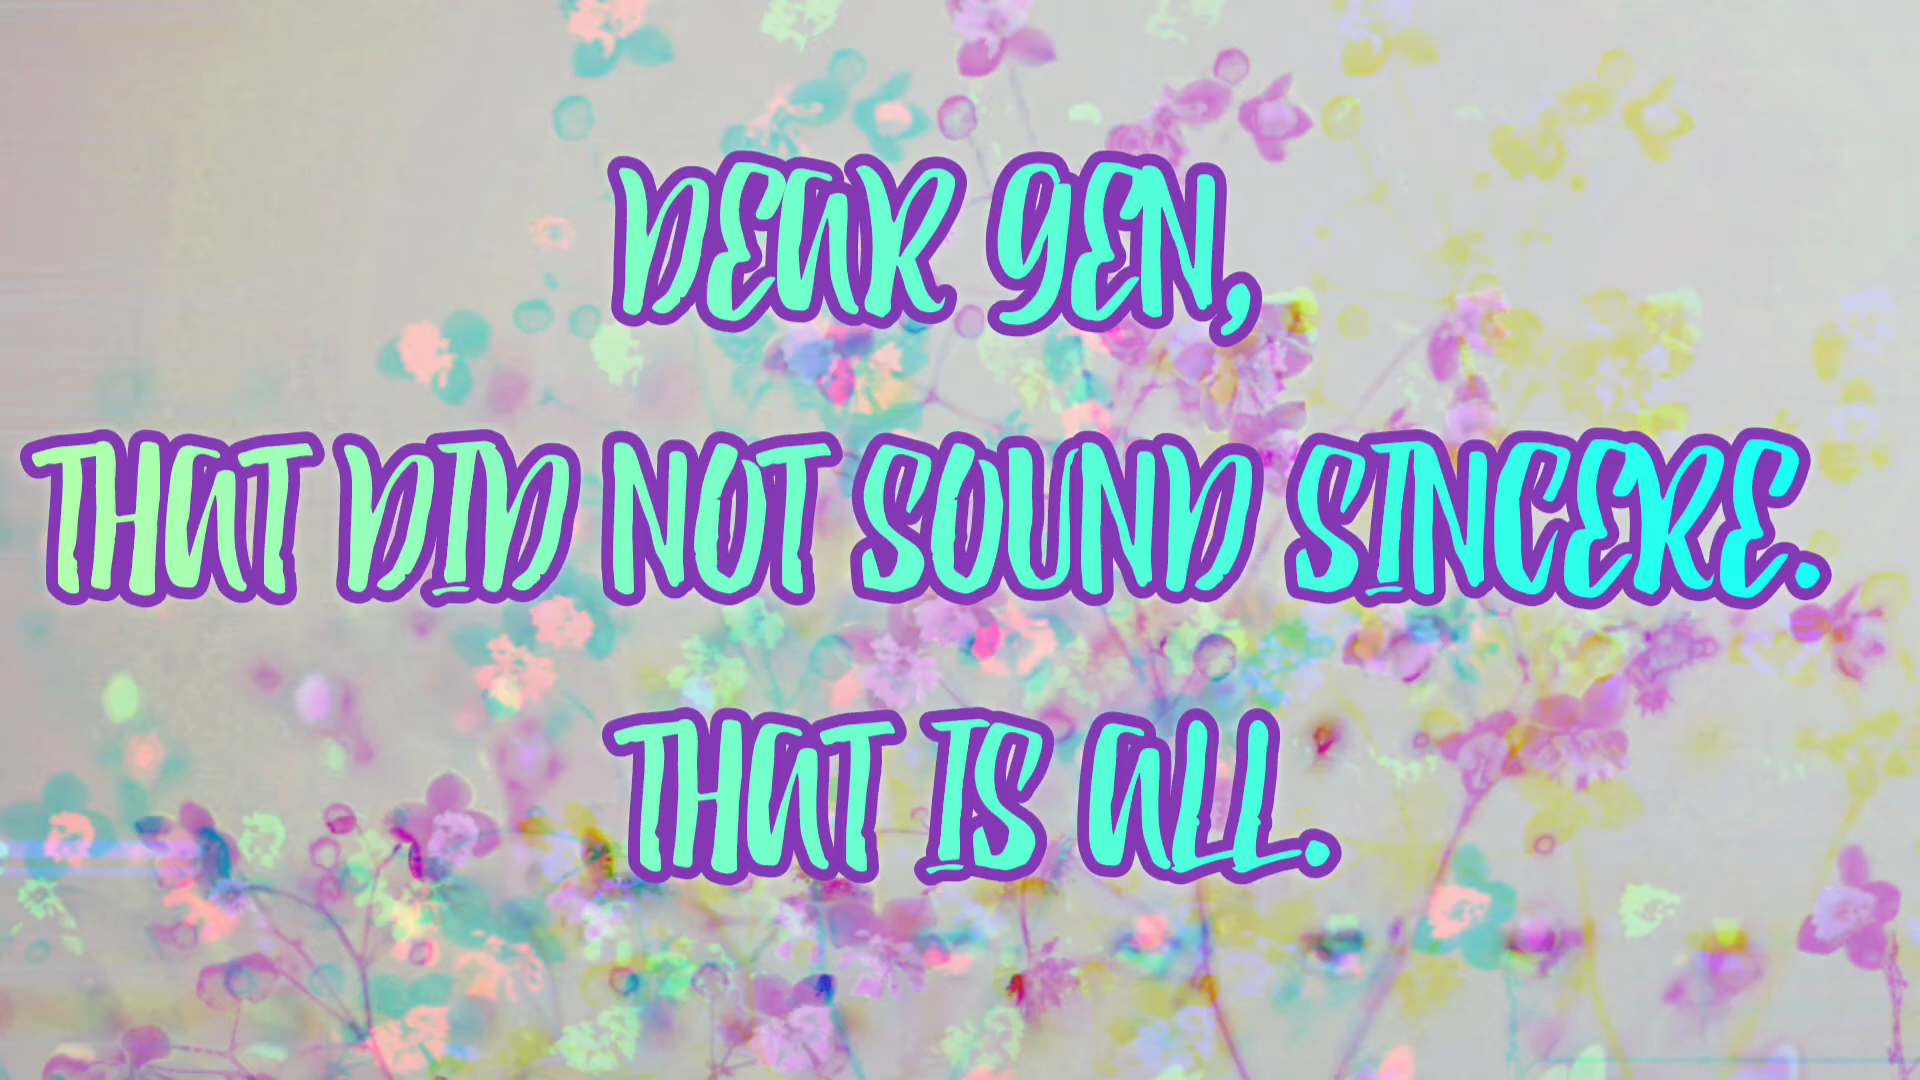 DEAR GEN,
THAT DID NOT SOUND SINCERE.
THAT IS ALL.